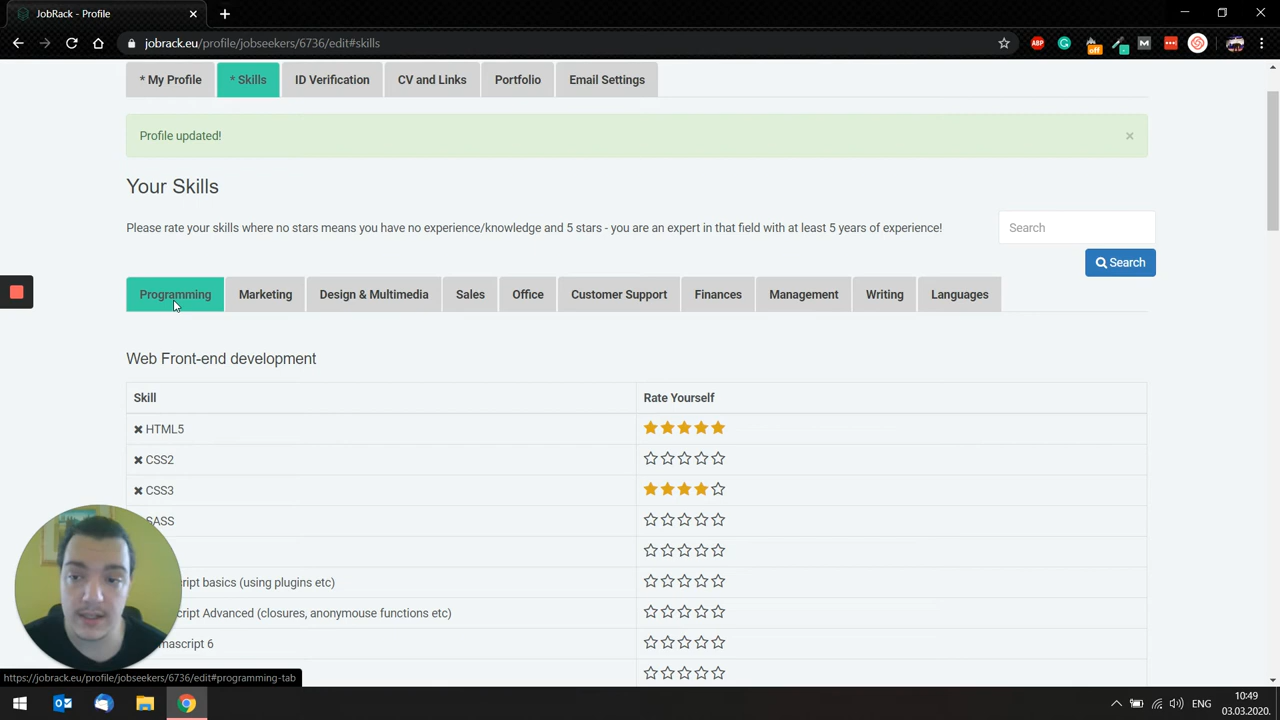 JobRack - Profile
jobrack.eu/profile/jobseekers/6736/edit#skills
ABP
off
M
* My Profile
* Skills
ID Verification
CV and Links
Portfolio
Email Settings
Profile updated!
×
Your Skills
Please rate your skills where no stars means you have no experience/knowledge and 5 stars - you are an expert in that field with at least 5 years of experience!
Search
Search
Programming
Marketing
Design & Multimedia
Sales
Office
Customer Support
Finances
Management
Writing
Languages
Web Front-end development
Skill
Rate Yourself
HTML5
CSS2
CSS3
SASS
ript basics (using plugins etc)
cript Advanced (closures, anonymouse functions etc)
mascript 6
https://jobrack.eu/profile/jobseekers/6736/edit#programming-tab
ENG
10:49
03.03.2020.